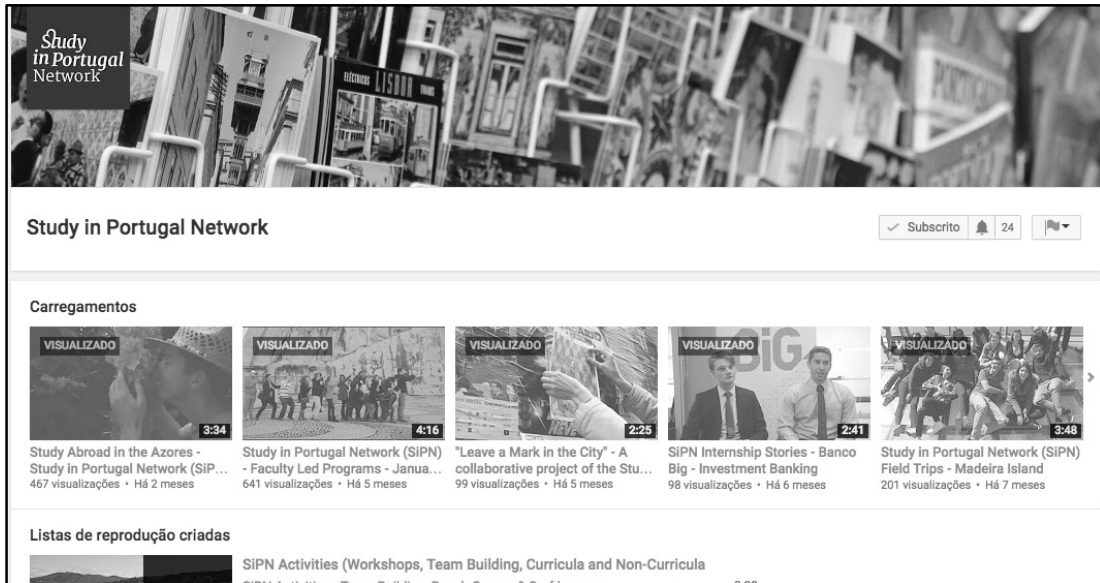 Study
in Portugal
Network
ELÉCTRICOS LISBOA TRAMS
PORTUGAL
Study in Portugal Network
Subscrito 24
Carregamentos
VISUALIZADO
3:34
Study Abroad in the Azores -
Study in Portugal Network (SiP...
467 visualizações • Há 2 meses
VISUALIZADO
4:16
Study in Portugal Network (SiPN)
- Faculty Led Programs - Janua...
641 visualizações • Há 5 meses
VISUALIZADO
2:25
"Leave a Mark in the City" - A
collaborative project of the Stu...
99 visualizações • Há 5 meses
VISUALIZADO
BiG
2:41
SiPN Internship Stories - Banco
Big - Investment Banking
98 visualizações • Há 6 meses
VISUALIZADO
3:48
Study in Portugal Network (SiPN)
Field Trips - Madeira Island
201 visualizações • Há 7 meses
Listas de reprodução criadas
SiPN Activities (Workshops, Team Building, Curricula and Non-Curricula